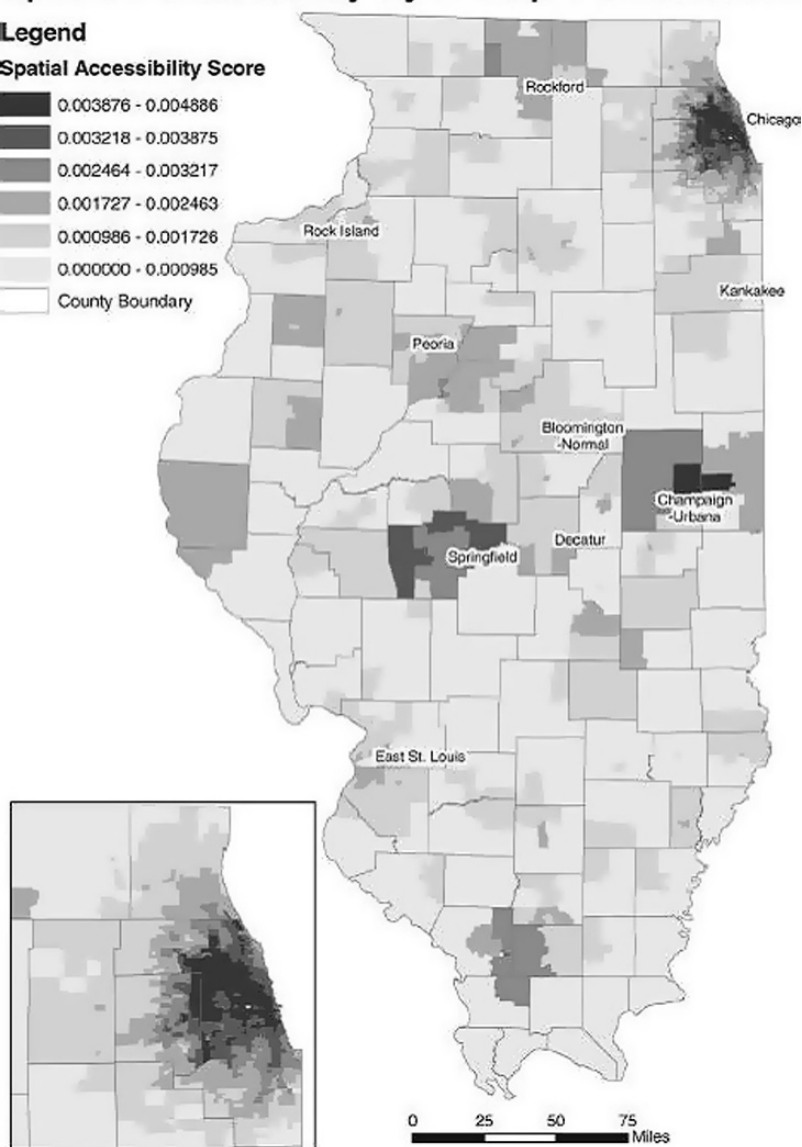 Legend
Spatial Accessibility Score
0.003876 - 0.004886
0.003218 - 0.003875
0.002464 - 0.003217
0.001727 - 0.002463
0.000986 - 0.001726
0.000000 - 0.000985
County Boundary
Rockford
Chicago
Rock Island
Kankakee
Peoria
Bloomington
-Normal
Champaign
-Urbana
Decatur
Springfield
East St. Louis
0 25 50 75
Miles